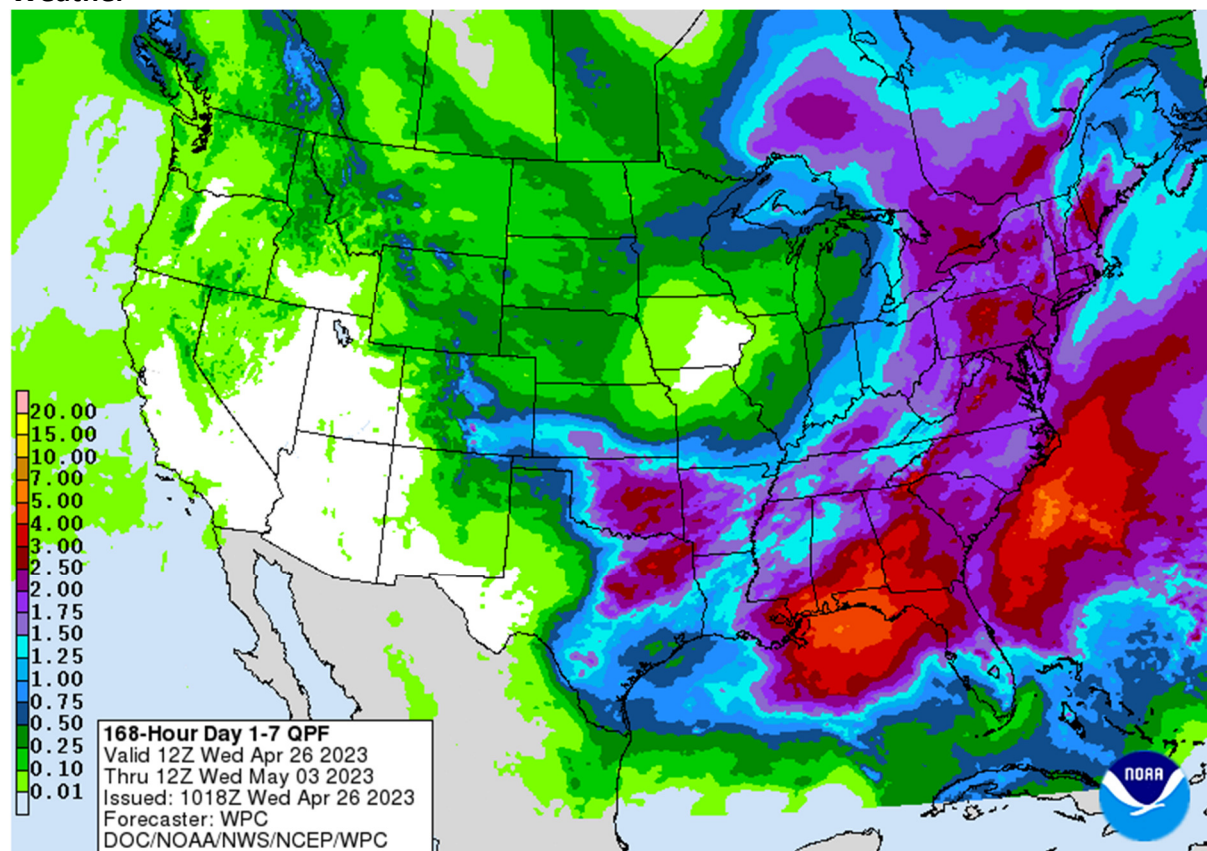 20.00
15.00
10.00
7.00
5.00
4.00
3.00
2.50
2.00
1.75
1.50
1.25
1.00
0.75
0.50
0.25
0.10
0.01
168-Hour Day 1-7 QPF
Valid 12Z Wed Apr 26 2023
Thru 12Z Wed May 03 2023
Issued: 1018Z Wed Apr 26 2023
Forecaster: WPC
DOC/NOAA/NWS/NCEP/WPC
NOAA